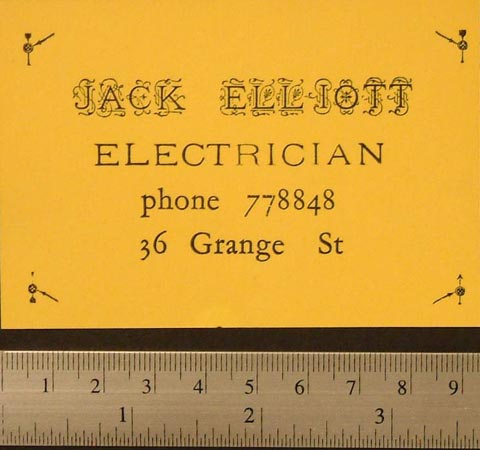 JACK ELLIOTT
ELECTRICIAN
phone 778848
36 Grange St
1 2 3 4 5 6 7 8 9
1 2 3